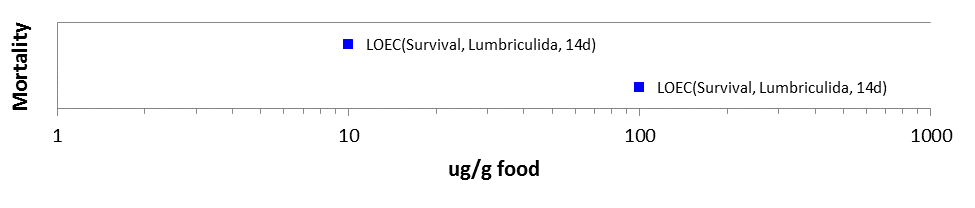 Mortality
LOEC(Survival, Lumbriculida, 14d)
LOEC(Survival, Lumbriculida, 14d)
1 10 100 1000
ug/g food